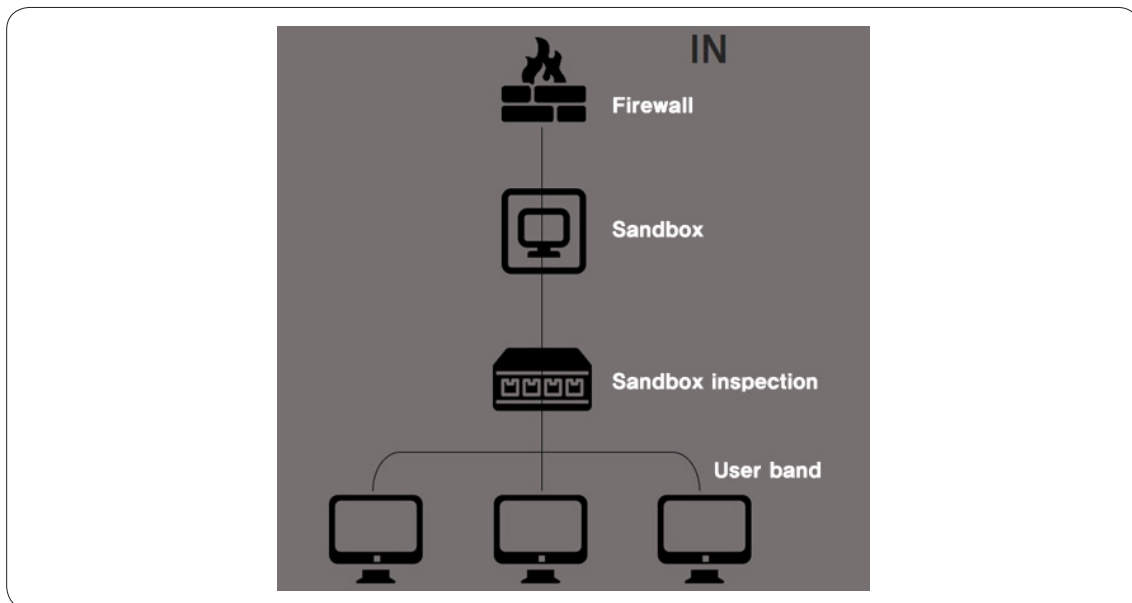 IN
Firewall
Sandbox
Sandbox inspection
User band